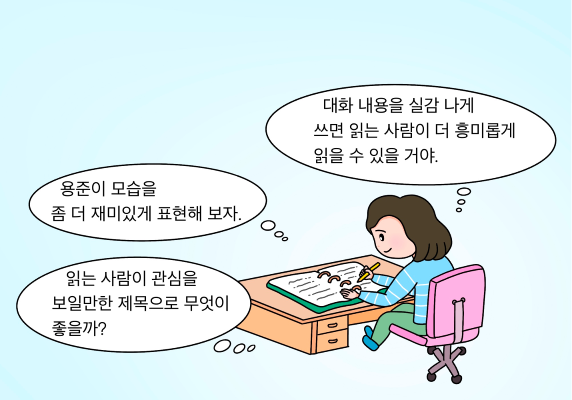 대화 내용을 실감 나게
쓰면 읽는 사람이 더 흥미롭게
읽을 수 있을 거야.
용준이 모습을
좀 더 재미있게 표현해 보자.
읽는 사람이 관심을
보일만한 제목으로 무엇이
좋을까?